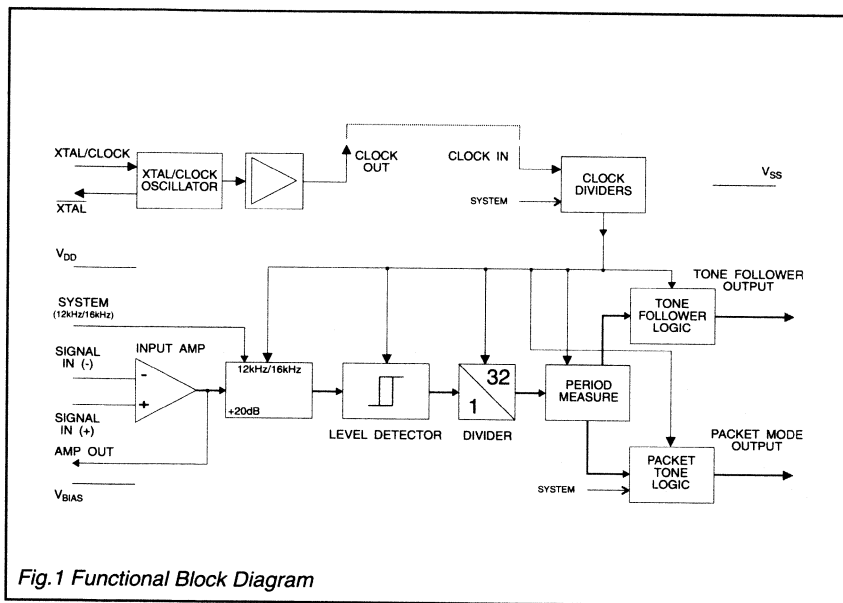 XTAL/CLOCK
XTAL/CLOCK
OSCILLATOR
XTAL
CLOCK
OUT
CLOCK IN
SYSTEM
CLOCK
DIVIDERS
VSS
VDD
SYSTEM
(12kHz/16kHz)
SIGNAL
IN (-)
SIGNAL
IN (+)
AMP OUT
VBIAS
INPUT AMP
-
+
12kHz/16kHz
+20dB
LEVEL DETECTOR
32
1
DIVIDER
PERIOD
MEASURE
TONE
FOLLOWER
LOGIC
TONE FOLLOWER
OUTPUT
SYSTEM
PACKET
TONE
LOGIC
PACKET MODE
OUTPUT
Fig.1 Functional Block Diagram